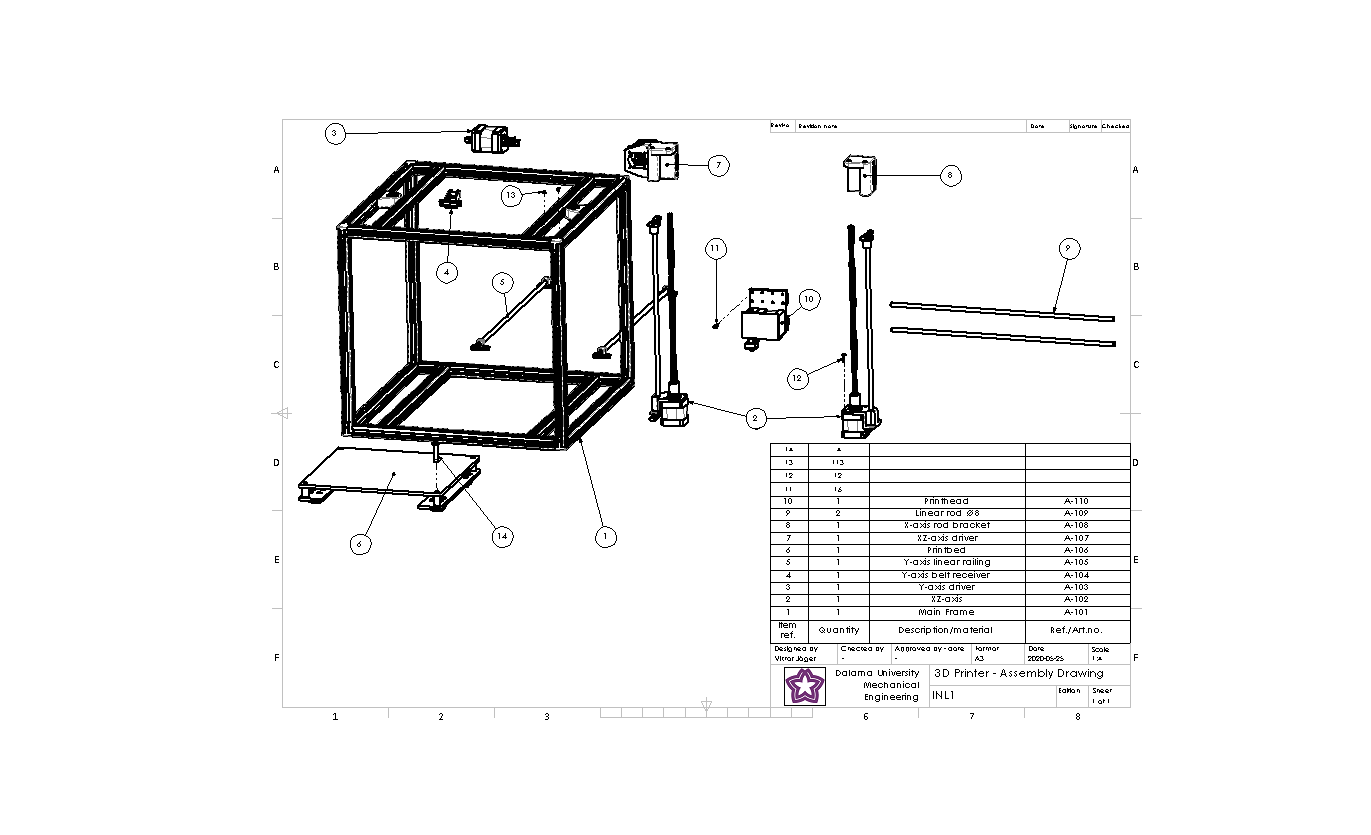 Rev.no Revision note Date Signature Checked
3
7
8
13
A
A
11
9
4
B
B
5
10
C
C
12
2
D
D
6
14
1
E
E
F
F
14 4
13 113
12 12
11 16
10 1 Printhead A-110
9 2 Linear rod Ø8 A-109
8 1 X-axis rod bracket A-108
7 1 XZ-axis driver A-107
6 1 Printbed A-106
5 1 Y-axis linear railing A-105
4 1 Y-axis belt receiver A-104
3 1 Y-axis driver A-103
2 1 XZ-axis A-102
1 1 Main Frame A-101
Item ref. Quantity Description/material Ref./Art.no.
Designed by Checked by Approved by - date Format Date Scale
Viktor Jäger - - A3 2020-05-25 1:4
Dalarna University
Mechanical
Engineering
3D Printer - Assembly Drawing
INL1 Edition Sheet
1 of 1
1 2 3 6 7 8